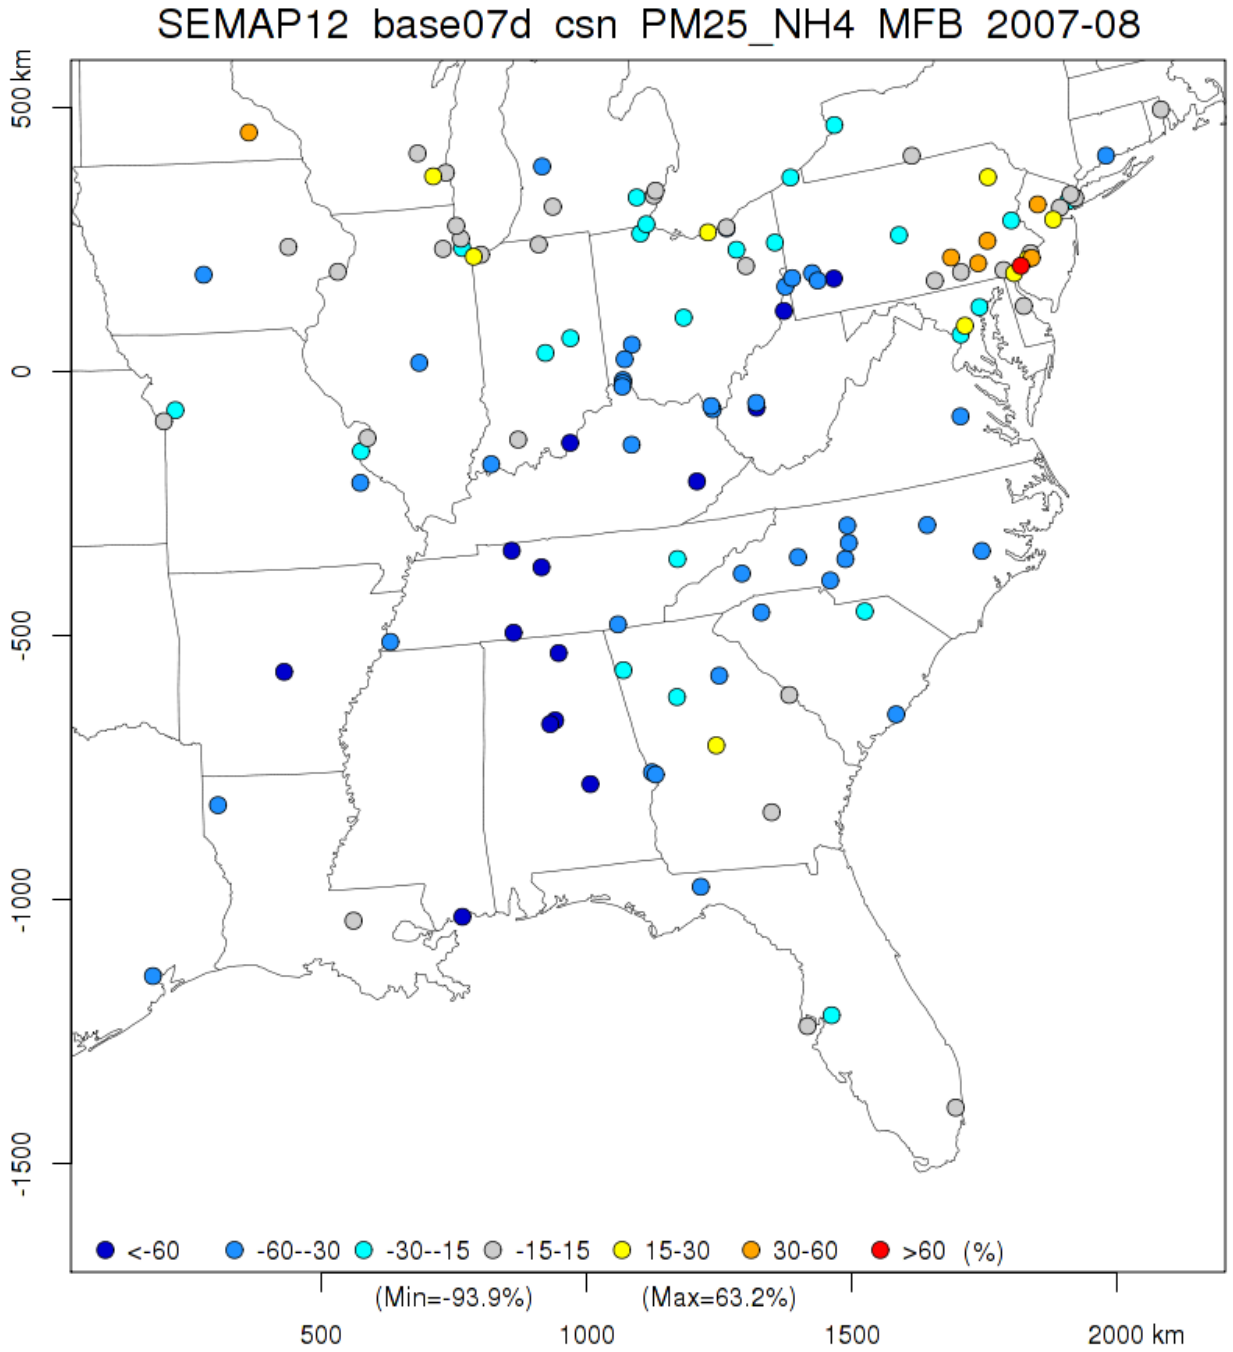 SEMAP12 base07d csn PM25_NH4 MFB 2007-08
500 km
0
-500
-1000
-1500
<-60 -60--30 -30--15 -15-15 15-30 30-60 >60 (%)
(Min=-93.9%) (Max=63.2%)
500 1000 1500 2000 km